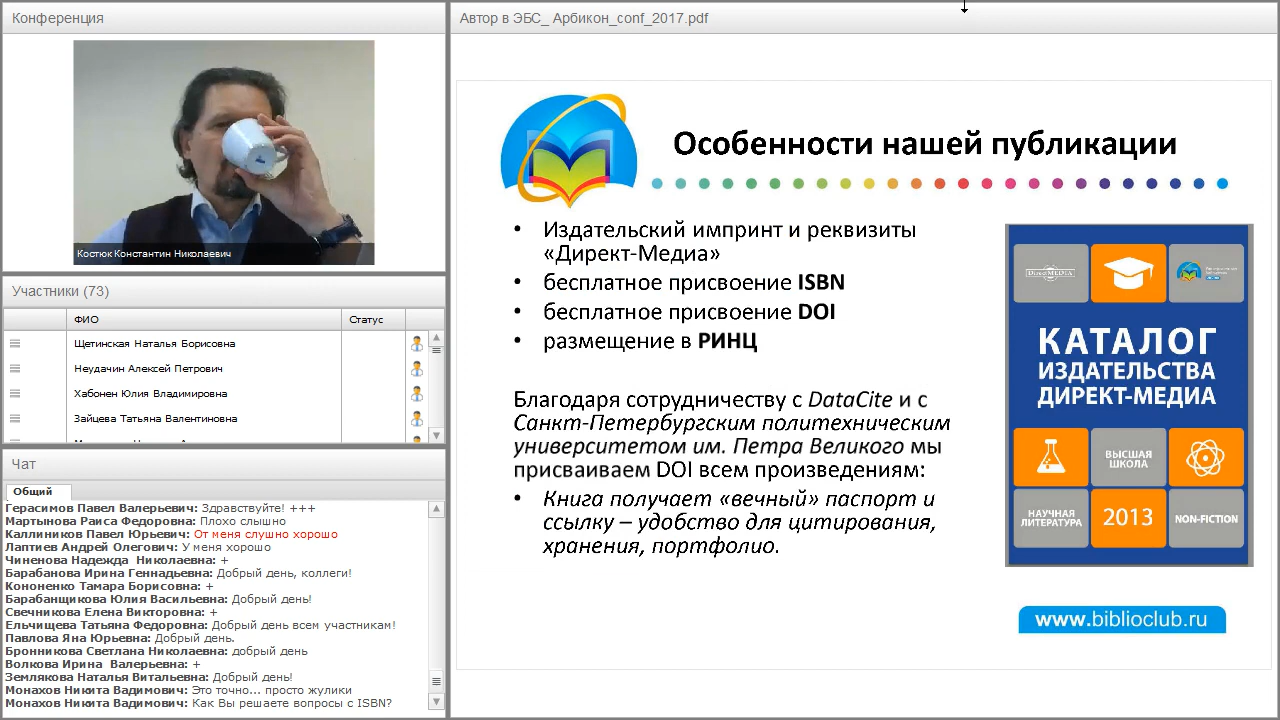 Конференция
Костюк Константин Николаевич
Участники (73)
ФИО
Статус
Щетинская Наталья Борисовна
Неудачин Алексей Петрович
Хабонен Юлия Владимировна
Зайцева Татьяна Валентиновна
Чат
Общий
Герасимов Павел Валерьевич: Здравствуйте! +++
Мартынова Раиса Федоровна: Плохо слышно
Каллиников Павел Юрьевич: От меня слушно хорошо
Лаптиев Андрей Олегович: У меня хорошо
Чиненова Надежда Николаевна: +
Барабанова Ирина Геннадьевна: Добрый день, коллеги!
Кононенко Тамара Борисовна: +
Барабанщикова Юлия Васильевна: Добрый день!
Свечникова Елена Викторовна: +
Ельчищева Татьяна Федоровна: Добрый день всем участникам!
Павлова Яна Юрьевна: Добрый день.
Бронникова Светлана Николаевна: добрый день
Волкова Ирина Валерьевна: +
Землякова Наталья Витальевна: Добрый день!
Монахов Никита Вадимович: Это точно... просто жулики
Монахов Никита Вадимович: Как Вы решаете вопросы с ISBN?
Автор в ЭБС_ Арбикон_conf_2017.pdf
Особенности нашей публикации
• Издательский импринт и реквизиты
«Директ-Медиа»
• бесплатное присвоение ISBN
• бесплатное присвоение DOI
• размещение в РИНЦ
Благодаря сотрудничеству с DataCite и с
Санкт-Петербургским политехническим
университетом им. Петра Великого мы
присваиваем DOI всем произведениям:
• Книга получает «вечный» паспорт и
ссылку – удобство для цитирования,
хранения, портфолио.
DirectMEDIA
КАТАЛОГ
ИЗДАТЕЛЬСТВА
ДИРЕКТ-МЕДИА
ВЫСШАЯ
ШКОЛА
НАУЧНАЯ
ЛИТЕРАТУРА
2013
NON-FICTION
www.biblioclub.ru